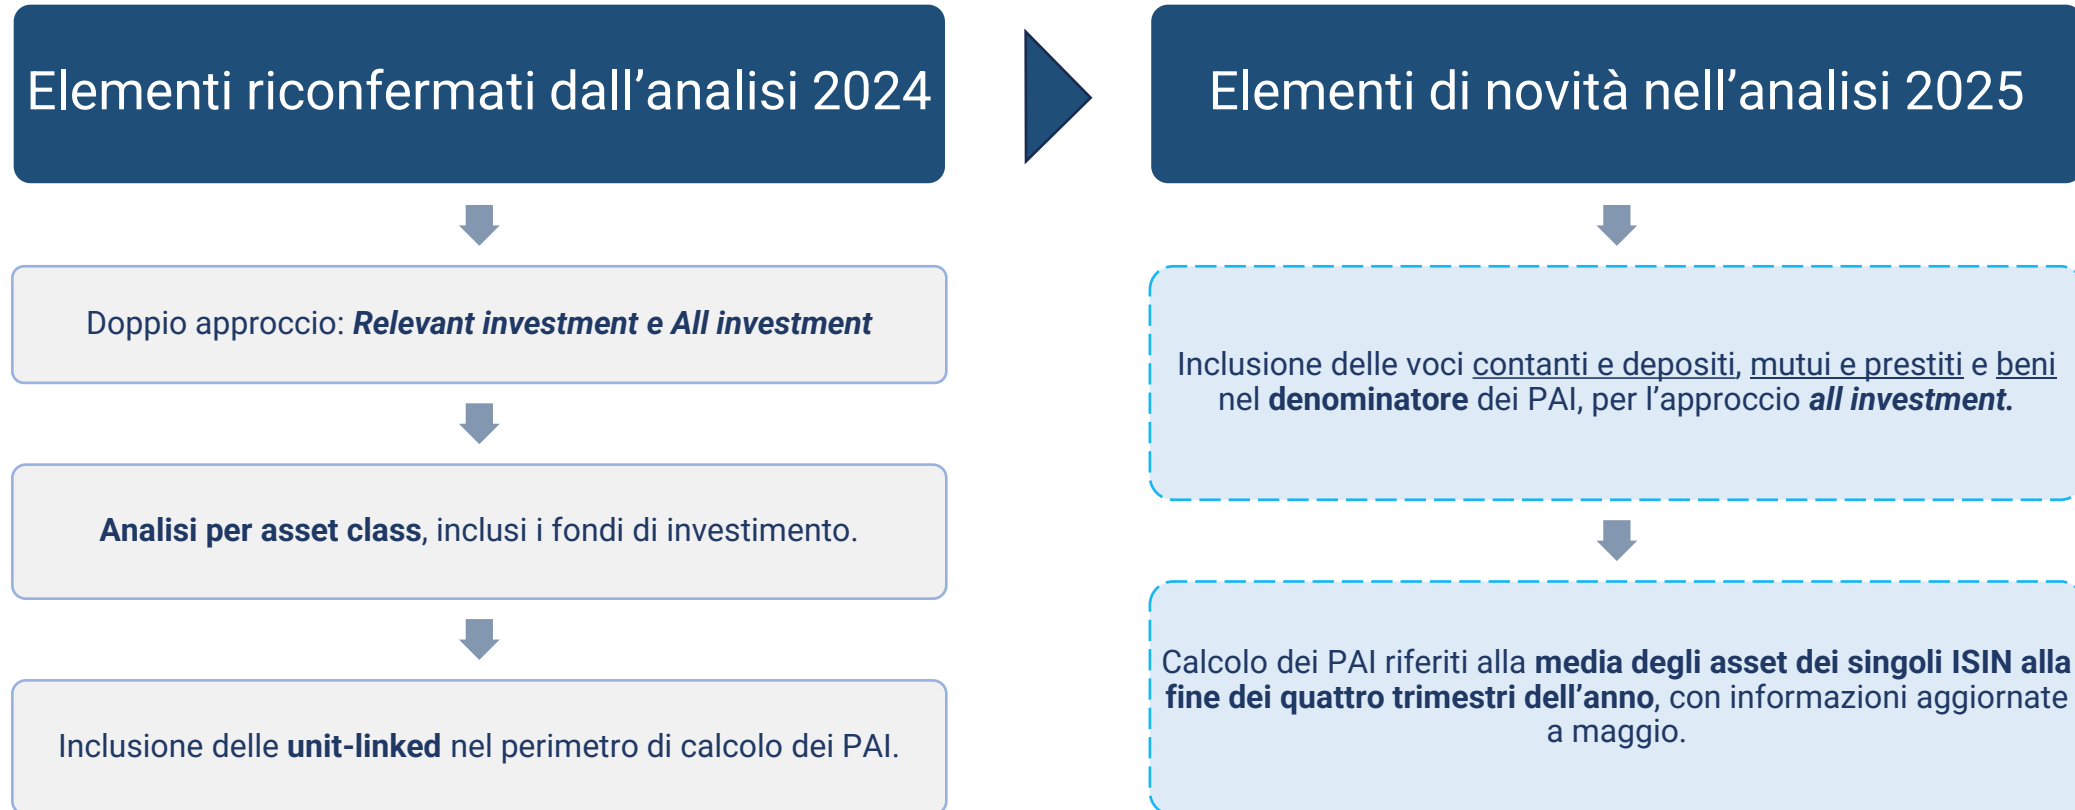 Elementi riconfermati dall’analisi 2024
Doppio approccio: Relevant investment e All investment
Analisi per asset class, inclusi i fondi di investimento.
Inclusione delle unit-linked nel perimetro di calcolo dei PAI.
Elementi di novità nell’analisi 2025
Inclusione delle voci contanti e depositi, mutui e prestiti e beni
nel denominatore dei PAI, per l’approccio all investment.
Calcolo dei PAI riferiti alla media degli asset dei singoli ISIN alla
fine dei quattro trimestri dell’anno, con informazioni aggiornate
a maggio.